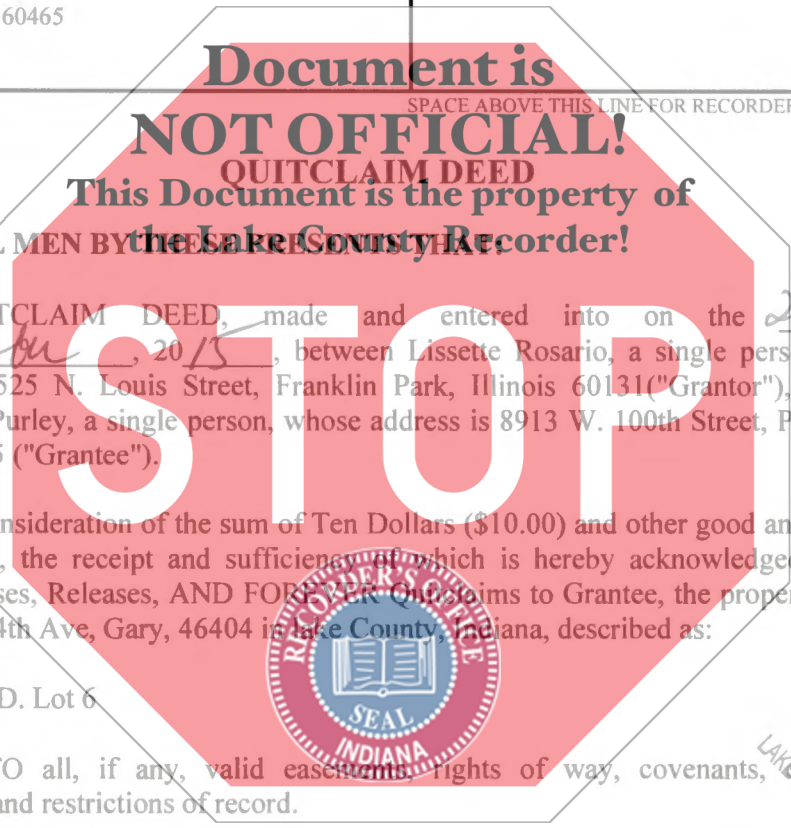 60465
Document is
SPACE ABOVE THIS LINE FOR RECORDER
NOT OFFICIAL!
QUITCLAIM DEED
This Document is the property of
the Lake County Recorder!
MEN BY THESE PRESENTS THAT:
TCLAIM DEED, made and entered into on the 2
, 2015, between Lissette Rosario, a single pers
525 N. Louis Street, Franklin Park, Illinois 60131("Grantor"),
Purley, a single person, whose address is 8913 W. 100th Street, P
("Grantee").
STOP
nsideration of the sum of Ten Dollars ($10.00) and other good an
, the receipt and sufficiency of which is hereby acknowledge
ses, Releases, AND FOREVER Quitclaims to Grantee, the proper
4th Ave, Gary, 46404 in lake County, Indiana, described as:
RECORDER'S OFFICE
SEAL
INDIANA
D. Lot 6
TO all, if any, valid easements, rights of way, covenants,
LAKE
and restrictions of record.